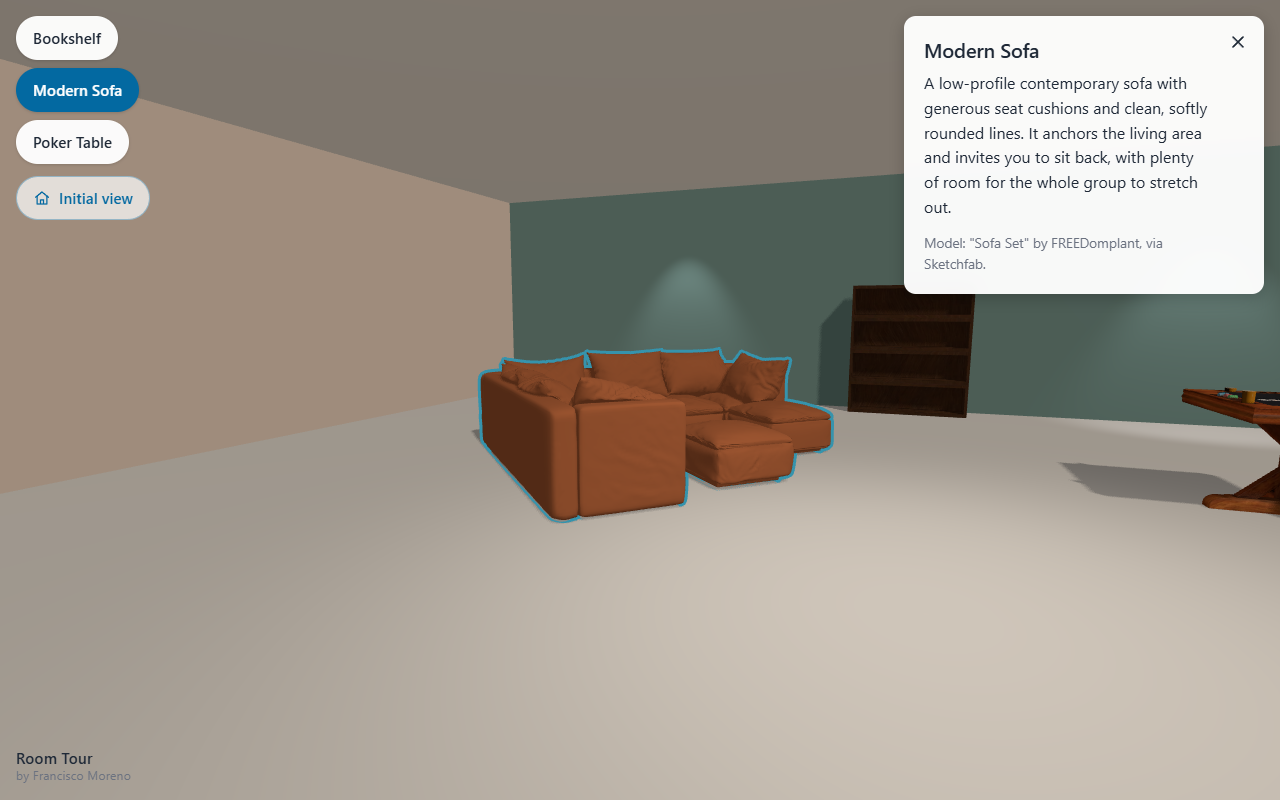 Bookshelf
Modern Sofa
Poker Table
Initial view
Modern Sofa
A low-profile contemporary sofa with
generous seat cushions and clean, softly
rounded lines. It anchors the living area
and invites you to sit back, with plenty
of room for the whole group to stretch
out.
Model: "Sofa Set" by FREEDomplant, via
Sketchfab.
Room Tour
by Francisco Moreno